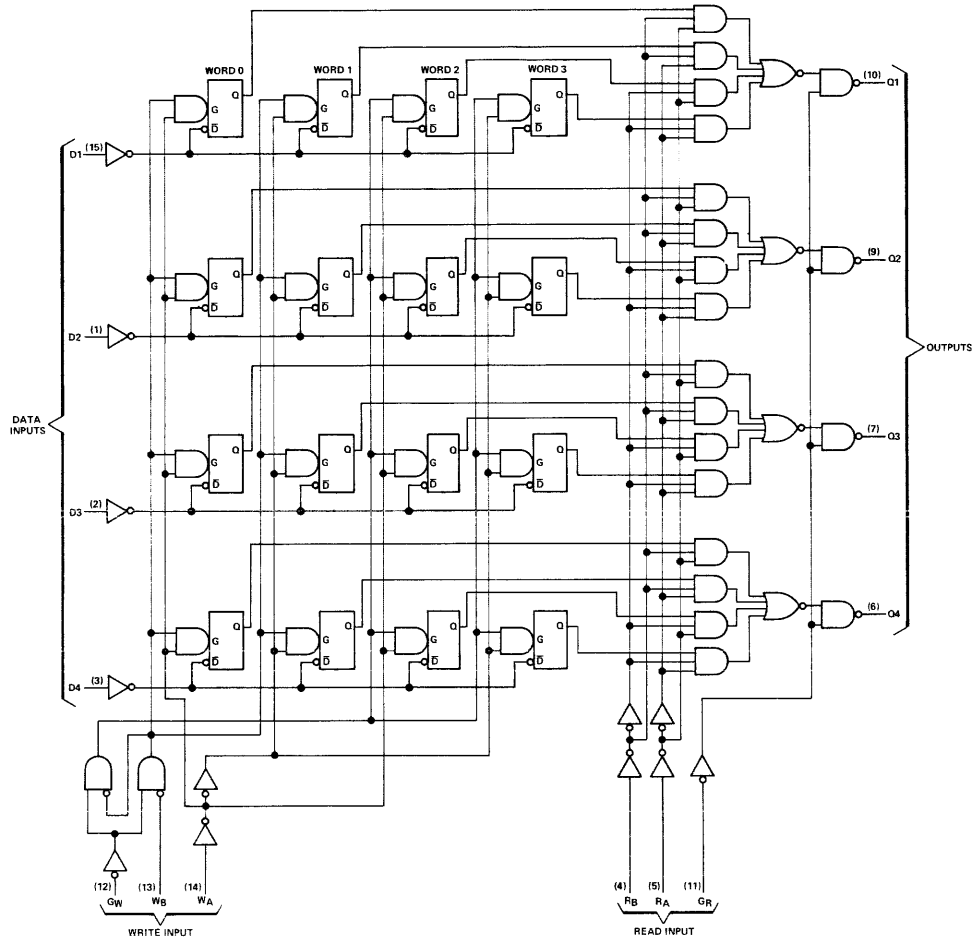 WORD 0 WORD 1 WORD 2 WORD 3
Q Q Q Q
G G G G
D̅ D̅ D̅ D̅
(10) Q1
D1 (15)
Q Q Q Q
G G G G
D̅ D̅ D̅ D̅
(9) Q2
D2 (1)
OUTPUTS
DATA
INPUTS
Q Q Q Q
G G G G
D̅ D̅ D̅ D̅
(7) Q3
D3 (2)
Q Q Q Q
G G G G
D̅ D̅ D̅ D̅
(6) Q4
D4 (3)
(12) (13) (14) (4) (5) (11)
GW WB WA RB RA GR
WRITE INPUT READ INPUT